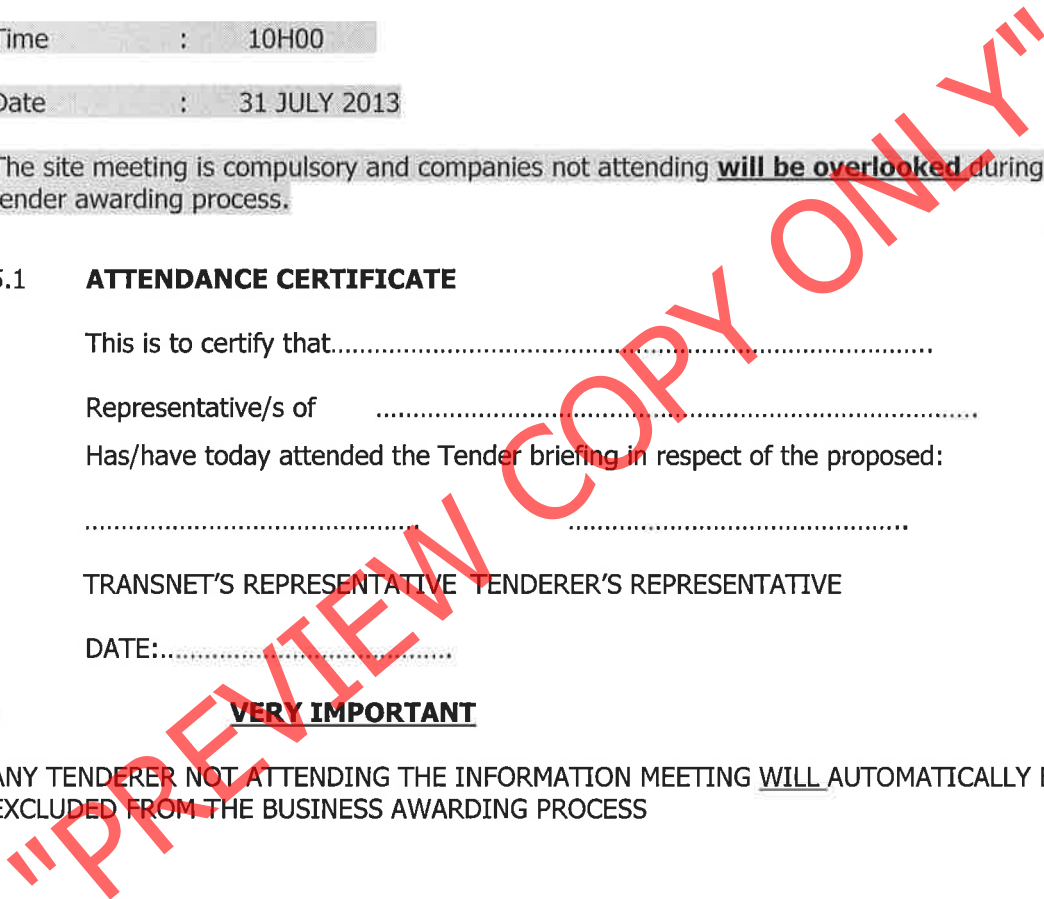 Time : 10H00
Date : 31 JULY 2013
The site meeting is compulsory and companies not attending will be overlooked during
tender awarding process.
5.1 ATTENDANCE CERTIFICATE
This is to certify that..........................................................................................
Representative/s of ..........................................................................................
Has/have today attended the Tender briefing in respect of the proposed:
.............................................. ...............................................
TRANSNET'S REPRESENTATIVE TENDERER'S REPRESENTATIVE
DATE:........................................
VERY IMPORTANT
ANY TENDERER NOT ATTENDING THE INFORMATION MEETING WILL AUTOMATICALLY
EXCLUDED FROM THE BUSINESS AWARDING PROCESS
"PREVIEW COPY ONLY"